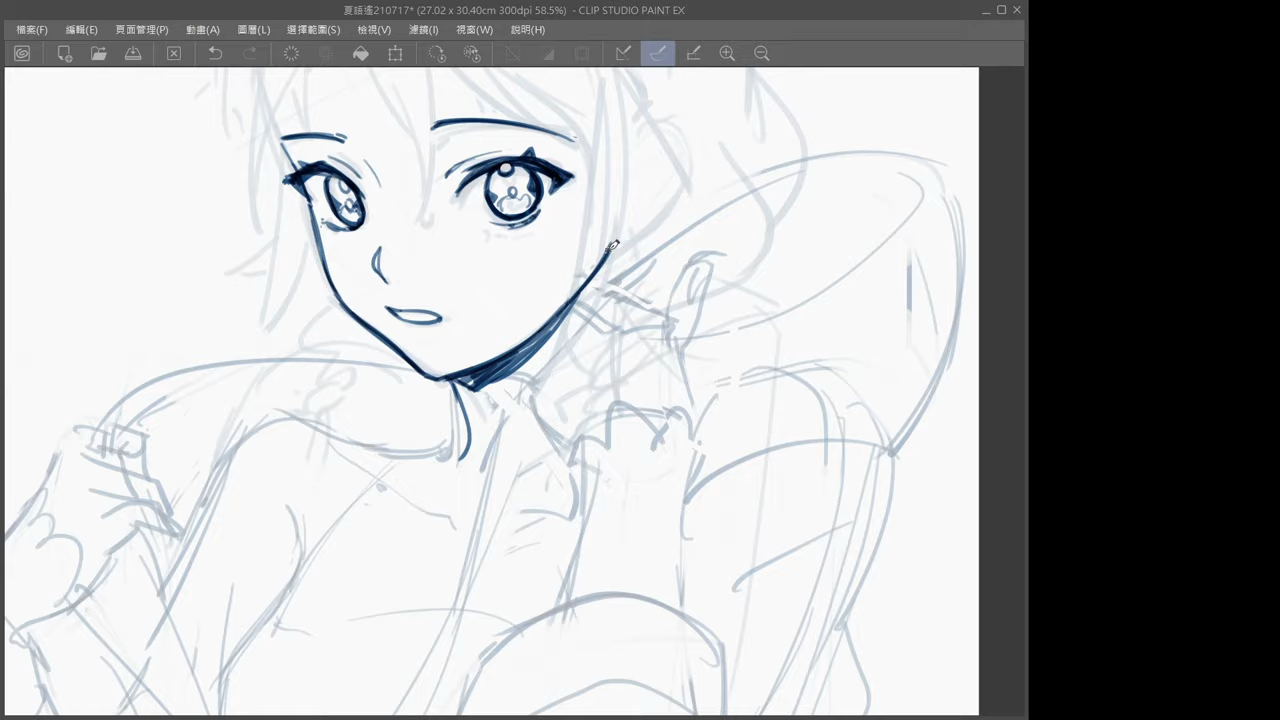 夏語遙210717* (27.02 x 30.40cm 300dpi 58.5%) - CLIP STUDIO PAINT EX
檔案(F) 編輯(E) 頁面管理(P) 動畫(A) 圖層(L) 選擇範圍(S) 檢視(V) 濾鏡(I) 視窗(W) 說明(H)